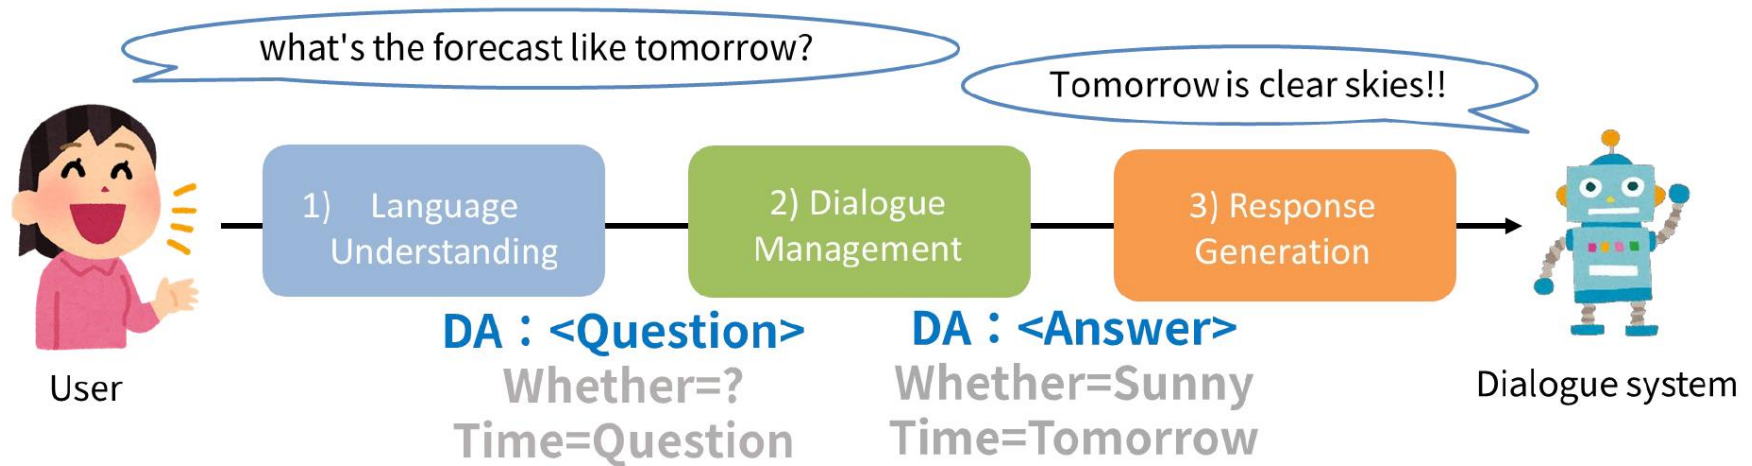 what's the forecast like tomorrow?
Tomorrow is clear skies!!
1) Language
Understanding
2) Dialogue
Management
3) Response
Generation
DA：<Question>
Whether=?
Time=Question
DA：<Answer>
Whether=Sunny
Time=Tomorrow
User
Dialogue system